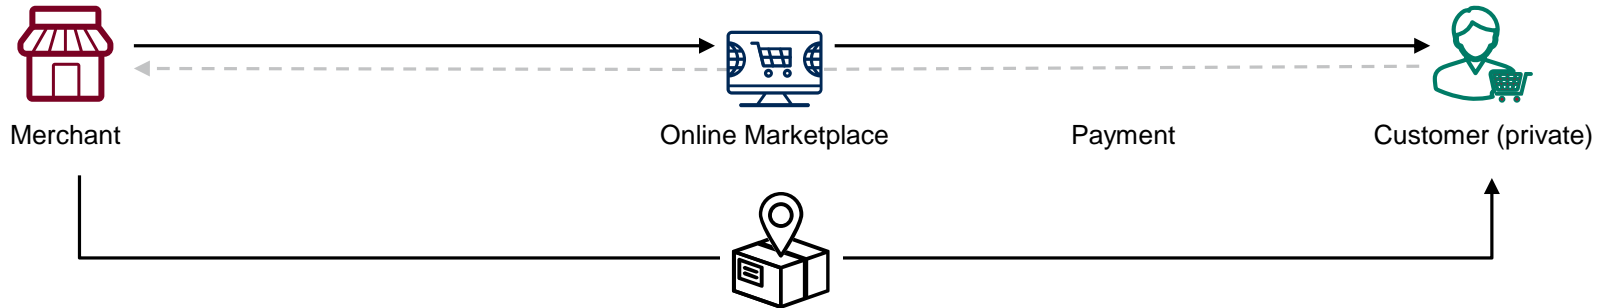 Merchant
Online Marketplace
Payment
Customer (private)